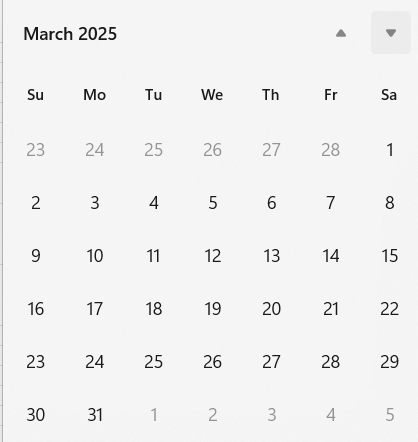 March 2025
Su Mo Tu We Th Fr Sa
23 24 25 26 27 28 1
2 3 4 5 6 7 8
9 10 11 12 13 14 15
16 17 18 19 20 21 22
23 24 25 26 27 28 29
30 31 1 2 3 4 5